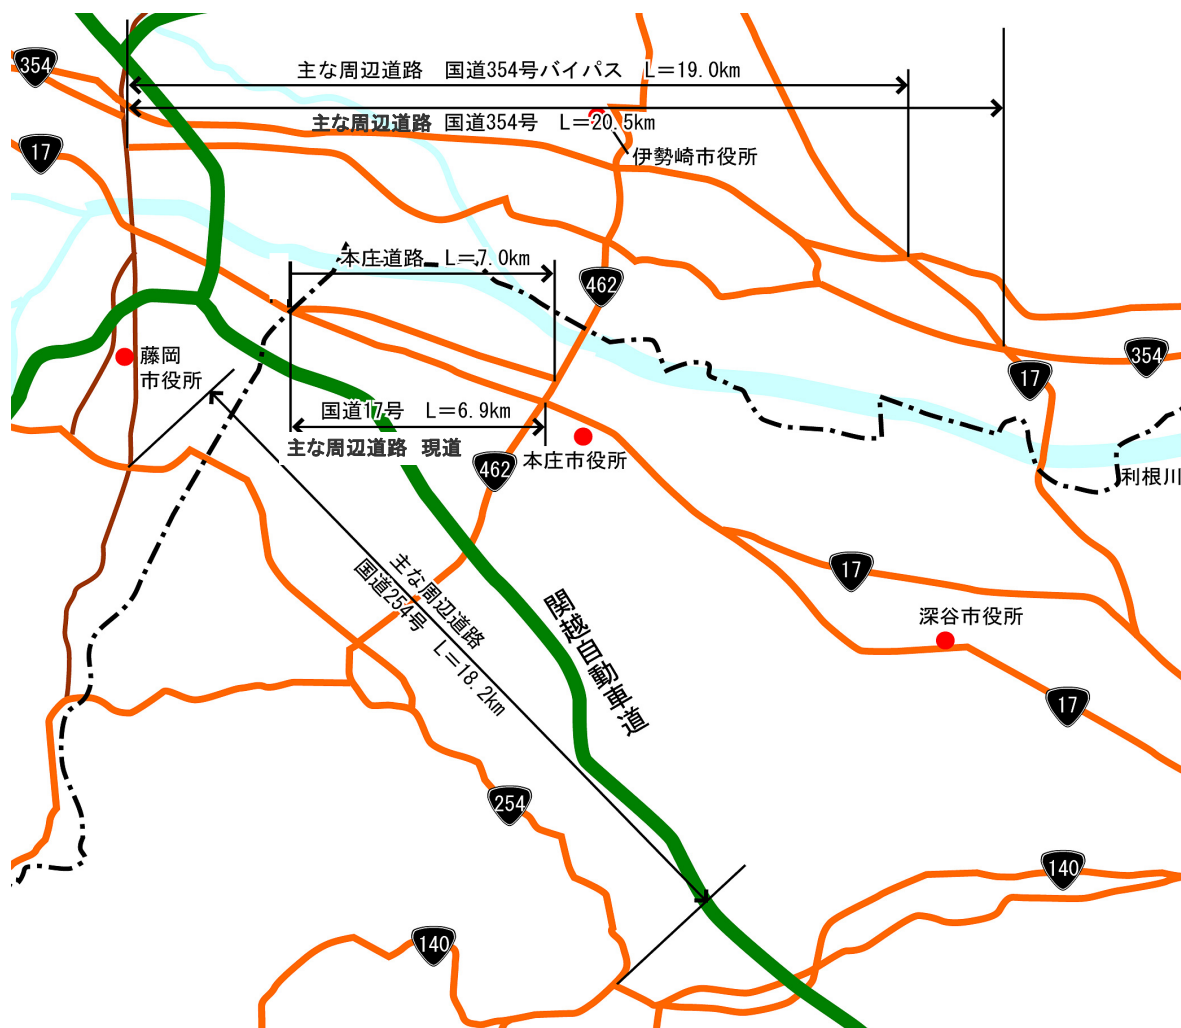 354
主な周辺道路 国道354号バイパス L=19.0km
主な周辺道路 国道354号 L=20.5km
17
伊勢崎市役所
本庄道路 L=7.0km
462
藤岡
市役所
354
17
国道17号 L=6.9km
主な周辺道路 現道
462
本庄市役所
利根川
主な周辺道路
国道254号 L=18.2km
関越自動車道
17
深谷市役所
17
254
140
140